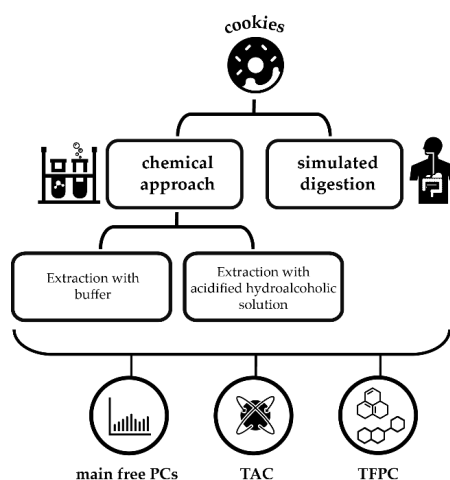 cookies
chemical
approach
simulated
digestion
Extraction with
buffer
Extraction with
acidified hydroalcoholic
solution
main free PCs
TAC
TFPC